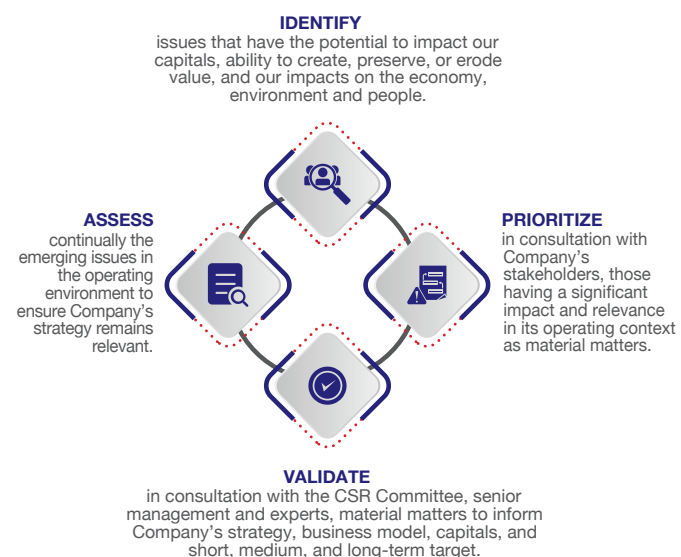 IDENTIFY
issues that have the potential to impact our
capitals, ability to create, preserve, or erode
value, and our impacts on the economy,
environment and people.
PRIORITIZE
in consultation with
Company's
stakeholders, those
having a significant
impact and relevance
in its operating context
as material matters.
VALIDATE
in consultation with the CSR Committee, senior
management and experts, material matters to inform
Company's strategy, business model, capitals, and
short, medium, and long-term target.
ASSESS
continually the
emerging issues in
the operating
environment to
ensure Company's
strategy remains
relevant.